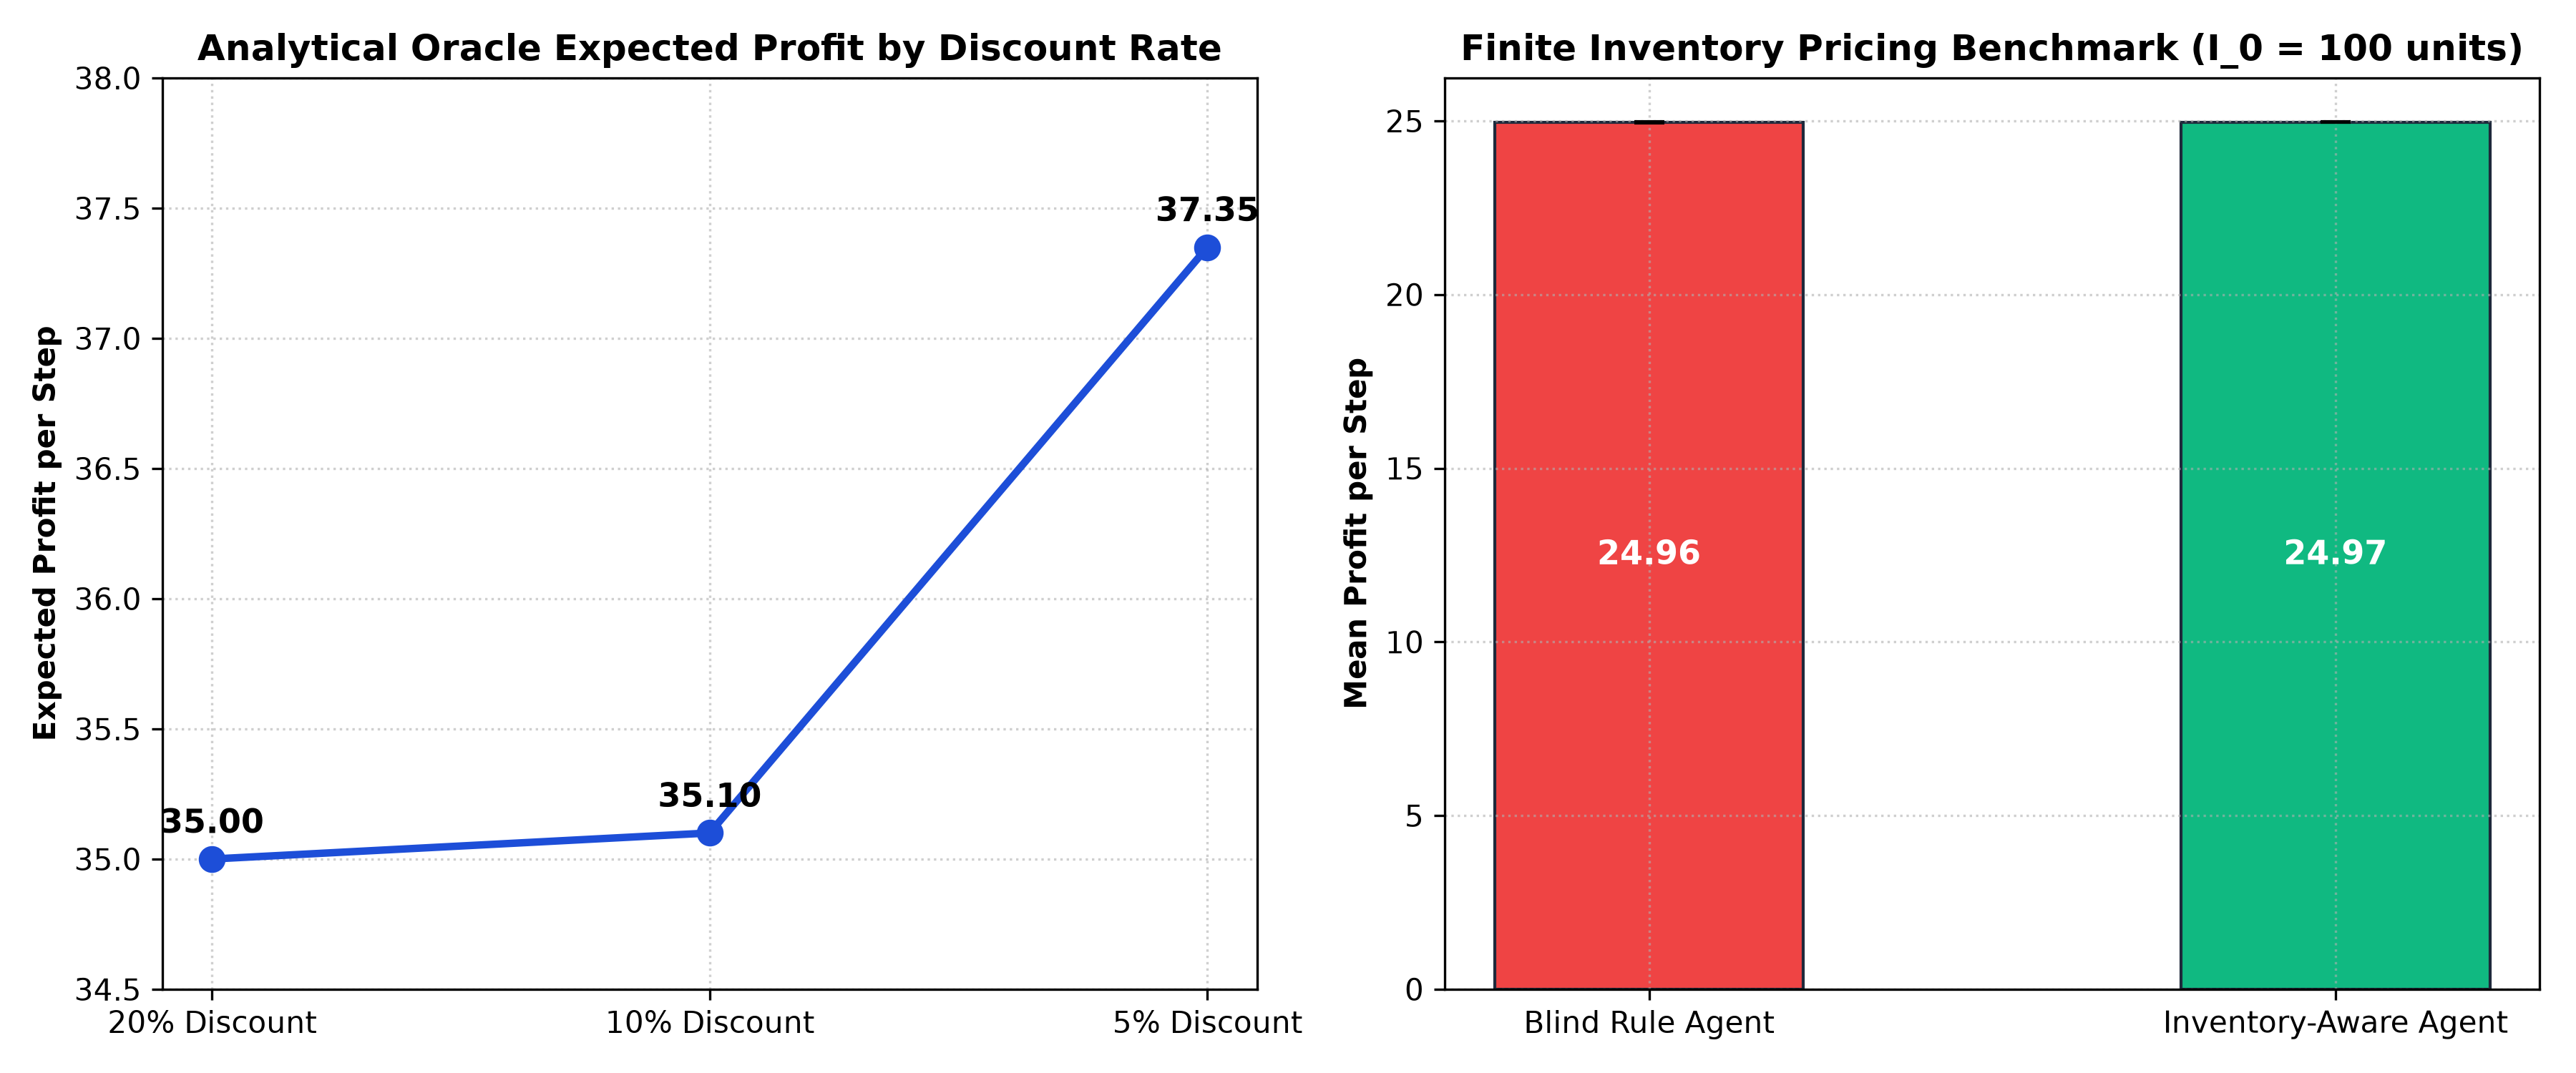 Analytical Oracle Expected Profit by Discount Rate
Expected Profit per Step
38.0
37.5
37.0
36.5
36.0
35.5
35.0
34.5
35.00
35.10
37.35
20% Discount
10% Discount
5% Discount
Finite Inventory Pricing Benchmark (I_0 = 100 units)
Mean Profit per Step
25
20
15
10
5
0
24.96
24.97
Blind Rule Agent
Inventory-Aware Agent